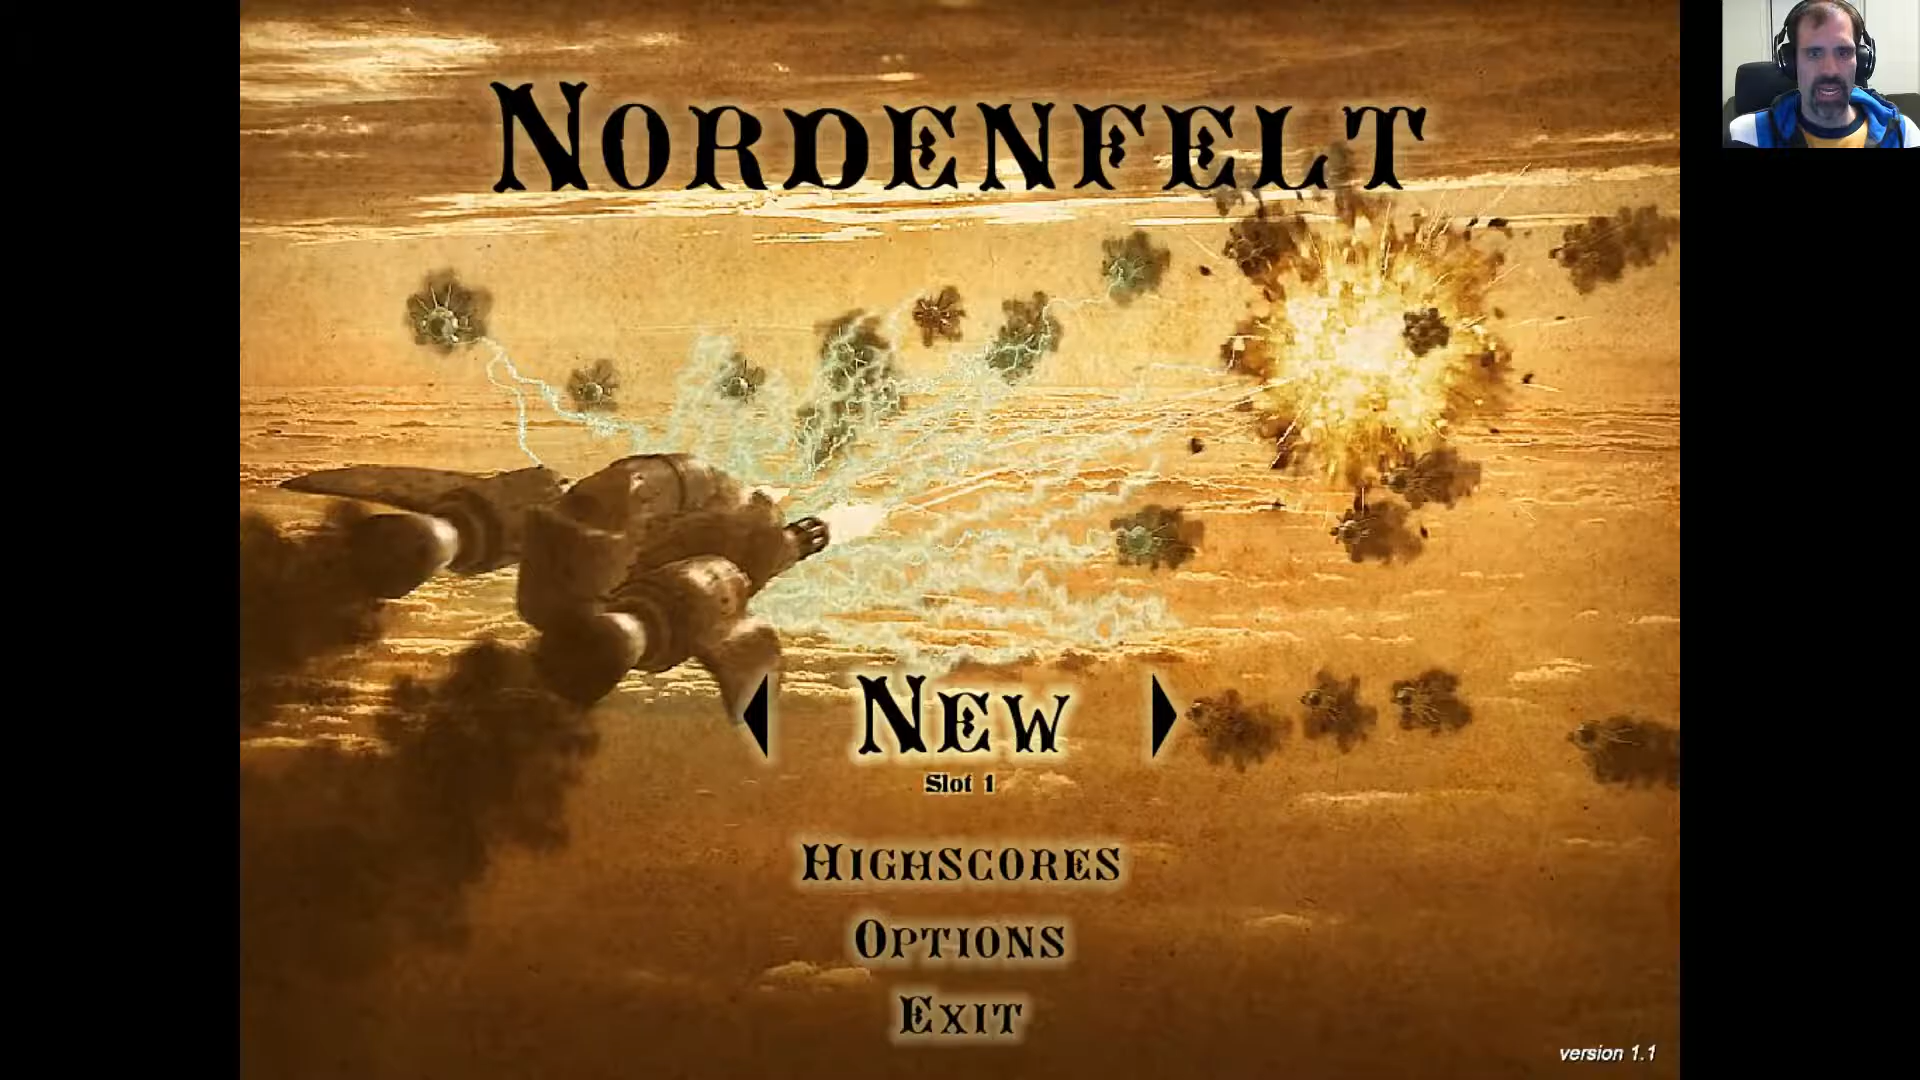 NORDENFELT
NEW
Slot 1
HIGHSCORES
OPTIONS
EXIT
version 1.1